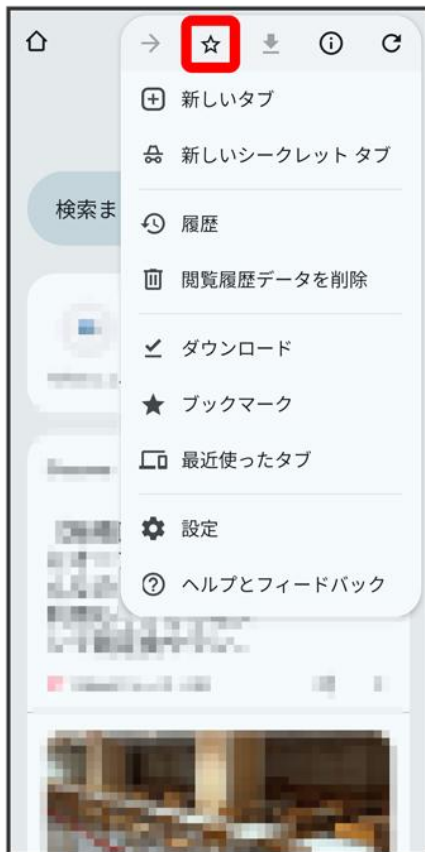 新しいタブ
新しいシークレット タブ
検索ま
履歴
閲覧履歴データを削除
ダウンロード
ブックマーク
最近使ったタブ
設定
ヘルプとフィードバック